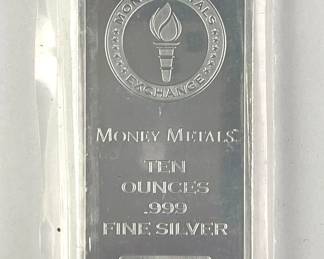 MONEY METALS
EXCHANGE
MONEY METALS
TEN
OUNCES
.999
FINE SILVER